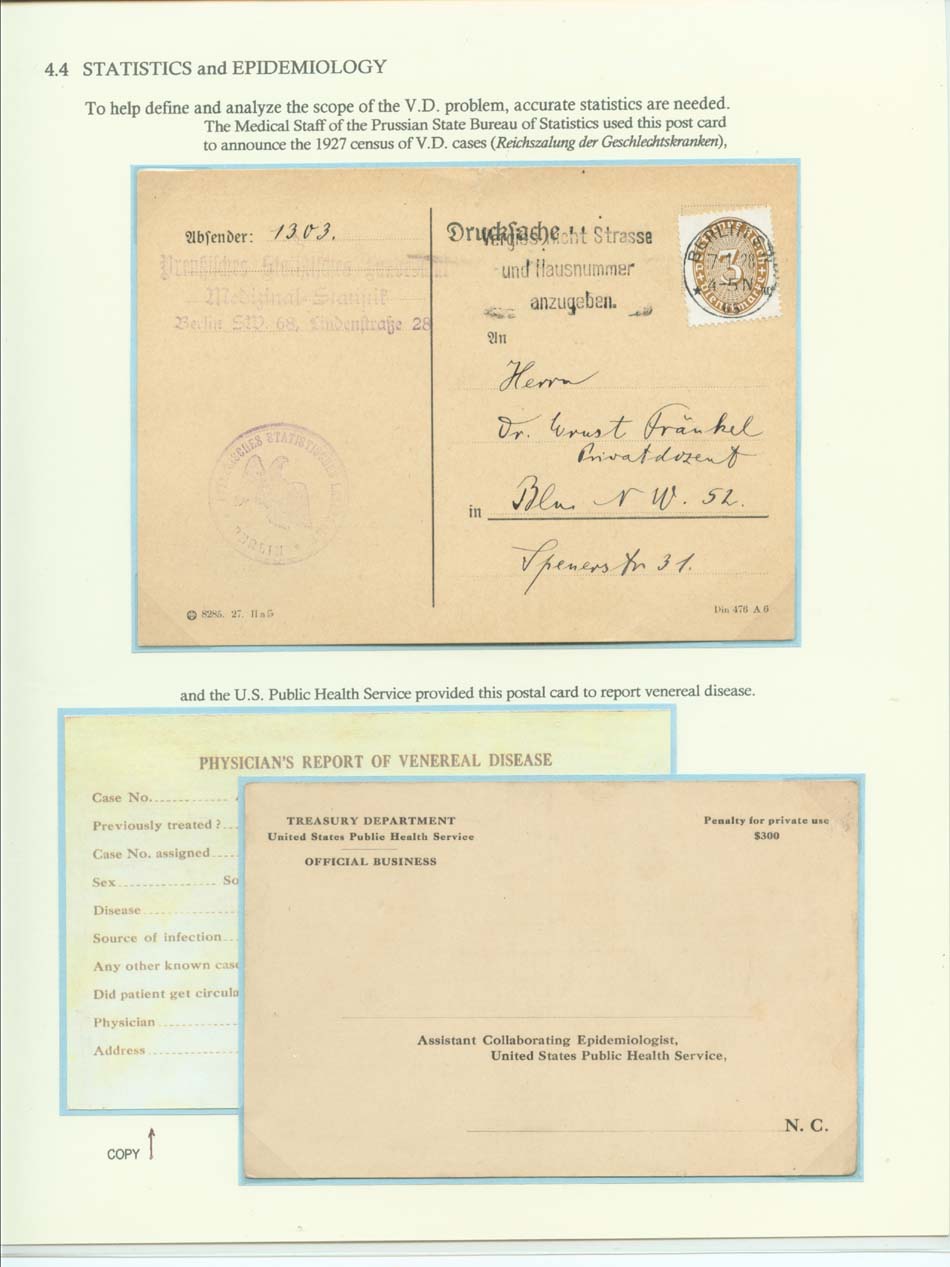 4.4 STATISTICS and EPIDEMIOLOGY
To help define and analyze the scope of the V.D. problem, accurate statistics are needed.
The Medical Staff of the Prussian State Bureau of Statistics used this post card
to announce the 1927 census of V.D. cases (Reichszalung der Geschlechtskranken),
Absender: 1303.
Preußisches Statistisches Landesamt
Medizinal-Statistik
Berlin SW. 68, Lindenstraße 28
BERLIN
Drucksache
Vergiss nicht Strasse
und Hausnummer
anzugeben.
BERLIN
7.1.28
4-5 N
3
An
Herrn
Dr. Ernst Fränkel
Privatdozent
in Bln. N W. 52.
Spenerstr 31.
8285. 27. II a 5
Din 476 A 6
and the U.S. Public Health Service provided this postal card to report venereal disease.
PHYSICIAN'S REPORT OF VENEREAL DISEASE
Case No.
Previously treated?
Case No. assigned
Sex So
Disease
Source of infection
Any other known case
Did patient get circula
Physician
Address
TREASURY DEPARTMENT
United States Public Health Service
OFFICIAL BUSINESS
Penalty for private use
$300
Assistant Collaborating Epidemiologist,
United States Public Health Service,
N. C.
COPY